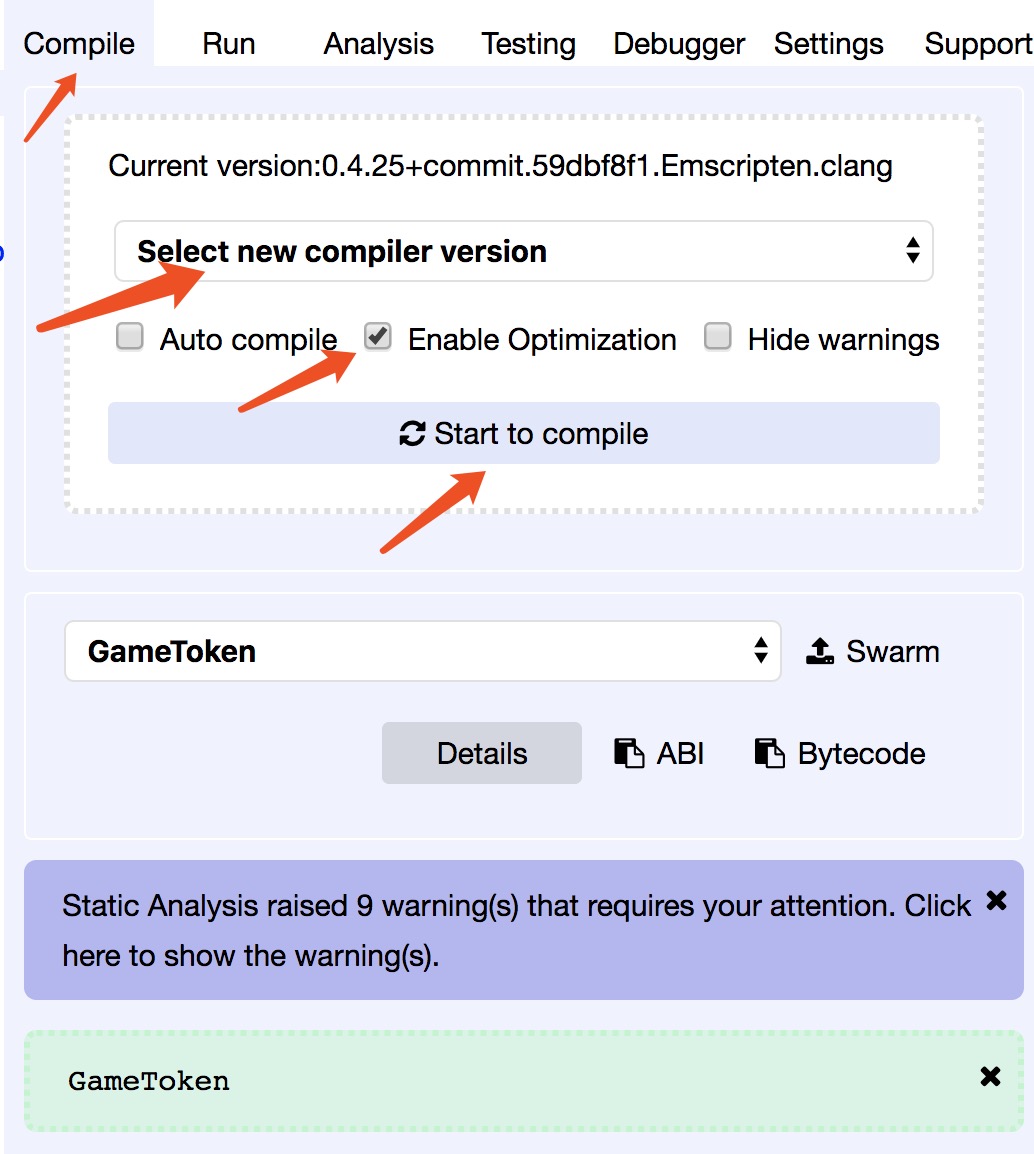 Compile Run Analysis Testing Debugger Settings Support
Current version:0.4.25+commit.59dbf8f1.Emscripten.clang
Select new compiler version
Auto compile Enable Optimization Hide warnings
Start to compile
GameToken Swarm
Details ABI Bytecode
Static Analysis raised 9 warning(s) that requires your attention. Click
here to show the warning(s).
GameToken